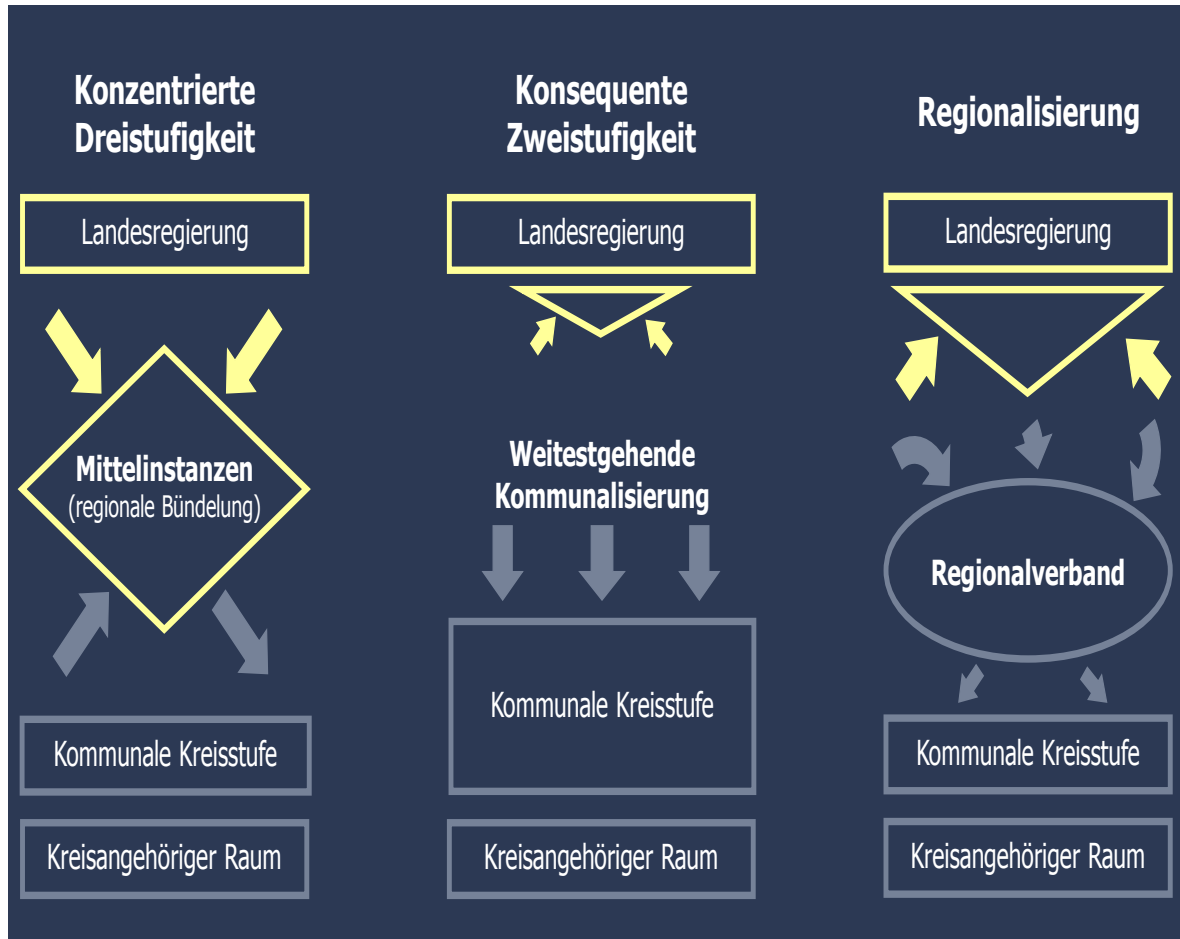 Konzentrierte
Dreistufigkeit
Landesregierung
Mittelinstanzen
(regionale Bündelung)
Kommunale Kreisstufe
Kreisangehöriger Raum
Konsequente
Zweistufigkeit
Landesregierung
Weitestgehende
Kommunalisierung
Kommunale Kreisstufe
Kreisangehöriger Raum
Regionalisierung
Landesregierung
Regionalverband
Kommunale Kreisstufe
Kreisangehöriger Raum